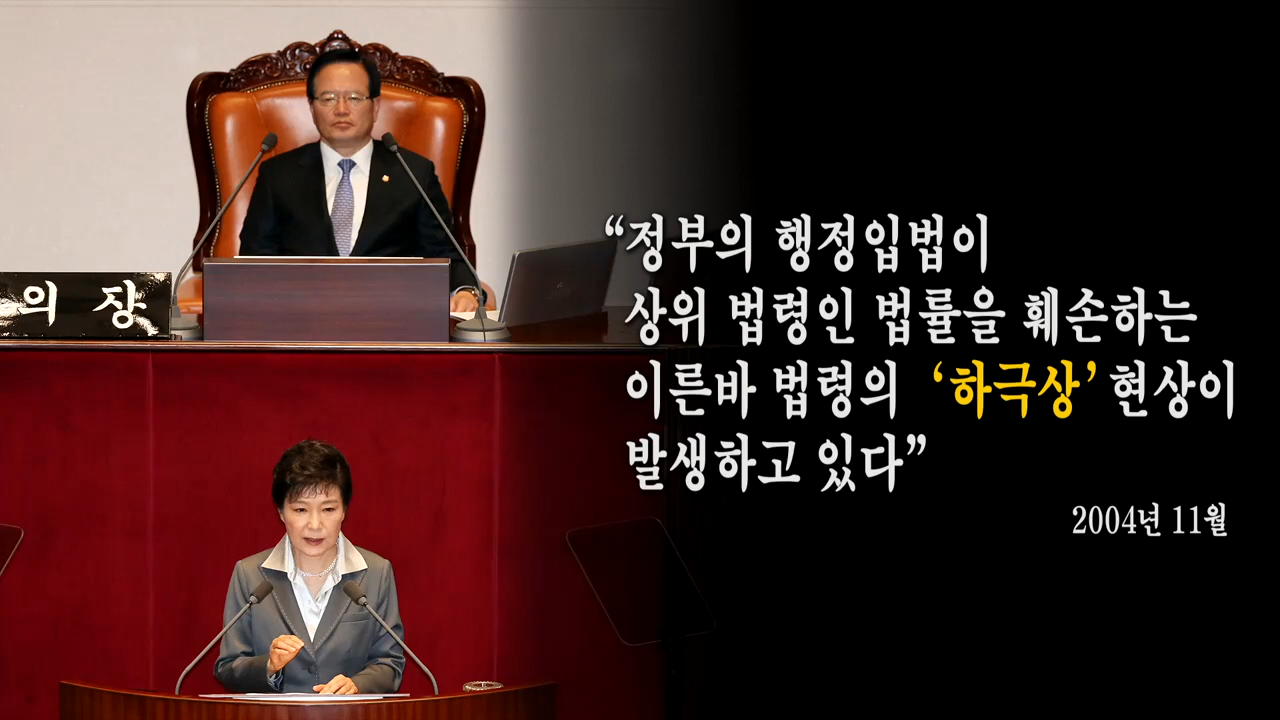 의 장
“정부의 행정입법이
상위 법령인 법률을 훼손하는
이른바 법령의 ‘하극상’ 현상이
발생하고 있다”
2004년 11월